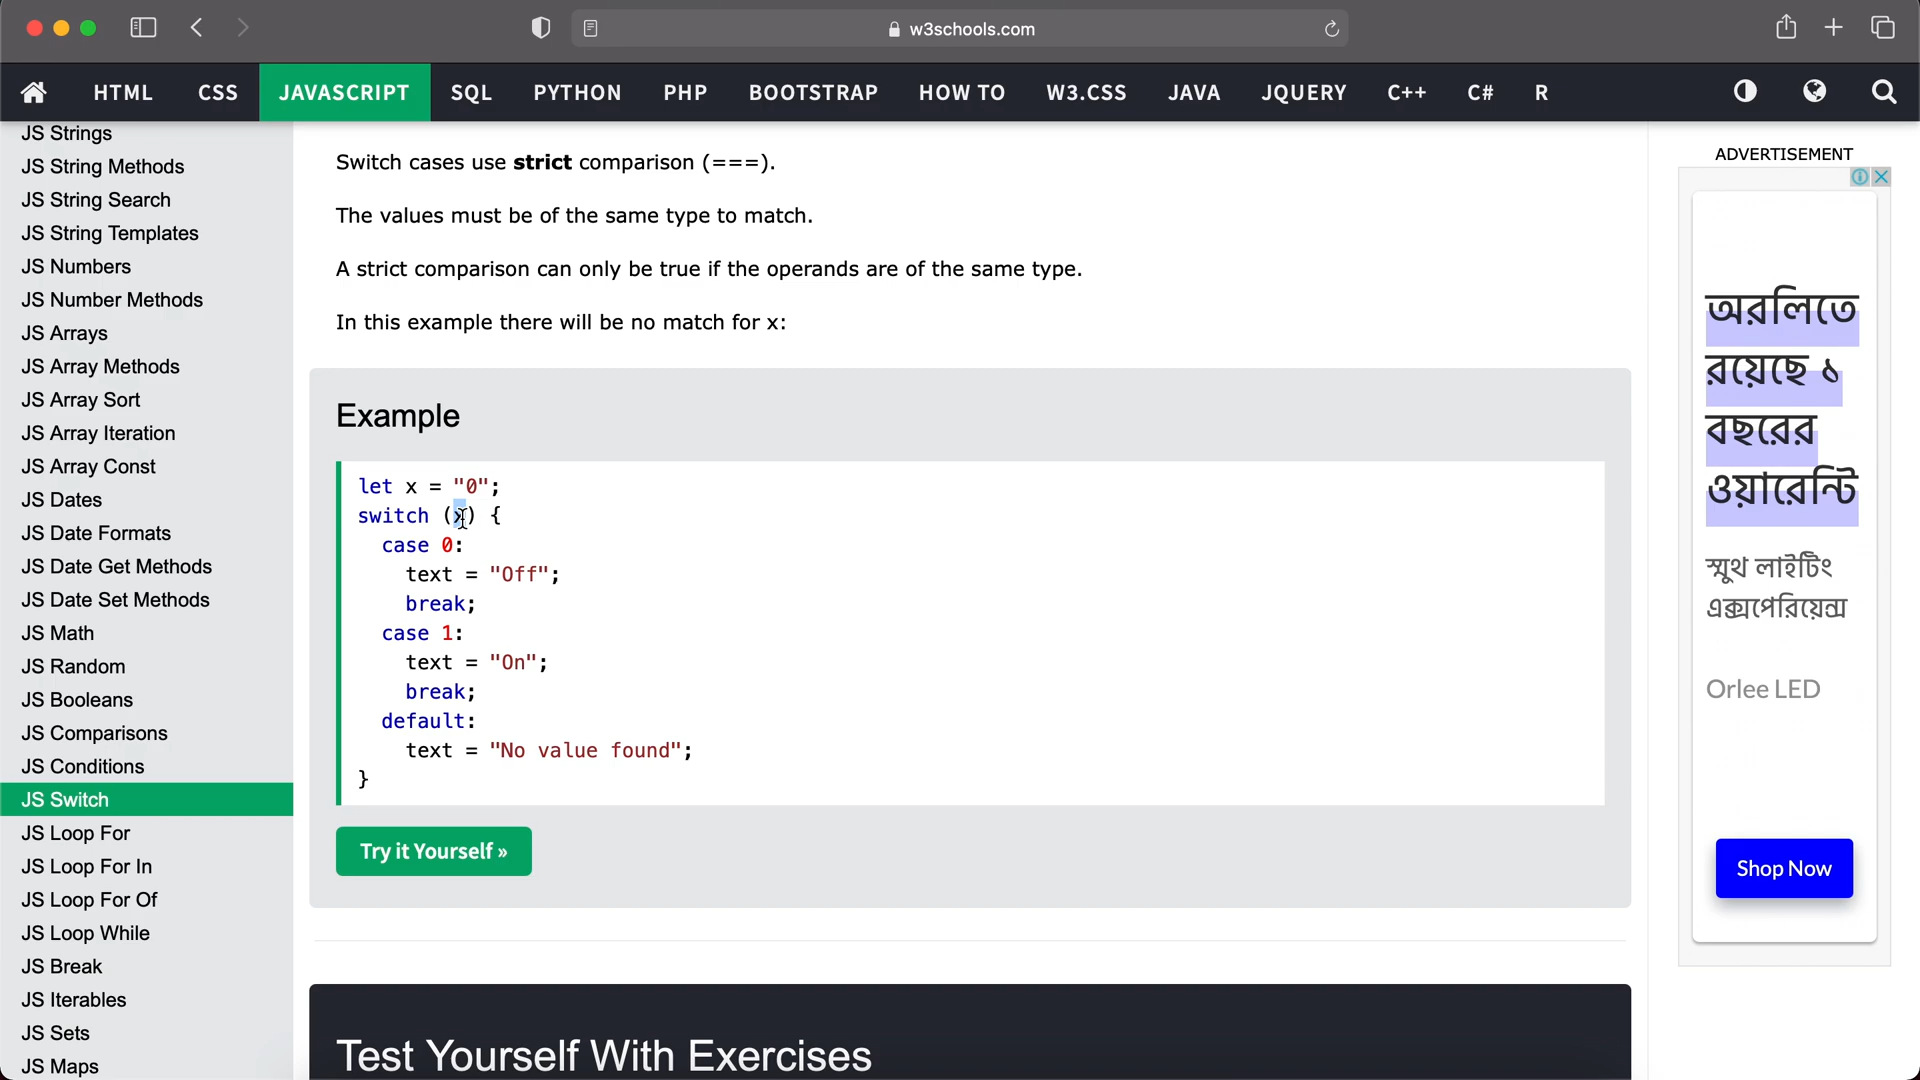 w3schools.com
HTML CSS JAVASCRIPT SQL PYTHON PHP BOOTSTRAP HOW TO W3.CSS JAVA JQUERY C++ C# R
JS Strings
JS String Methods
JS String Search
JS String Templates
JS Numbers
JS Number Methods
JS Arrays
JS Array Methods
JS Array Sort
JS Array Iteration
JS Array Const
JS Dates
JS Date Formats
JS Date Get Methods
JS Date Set Methods
JS Math
JS Random
JS Booleans
JS Comparisons
JS Conditions
JS Switch
JS Loop For
JS Loop For In
JS Loop For Of
JS Loop While
JS Break
JS Iterables
JS Sets
JS Maps
Switch cases use strict comparison (===).
The values must be of the same type to match.
A strict comparison can only be true if the operands are of the same type.
In this example there will be no match for x:
Example
let x = "0";
switch (x) {
case 0:
text = "Off";
break;
case 1:
text = "On";
break;
default:
text = "No value found";
}
Try it Yourself »
Test Yourself With Exercises
ADVERTISEMENT
অরলিতে
রয়েছে ১
বছরের
ওয়ারেন্টি
স্মুথ লাইটিং
এক্সপেরিয়েন্স
Orlee LED
Shop Now